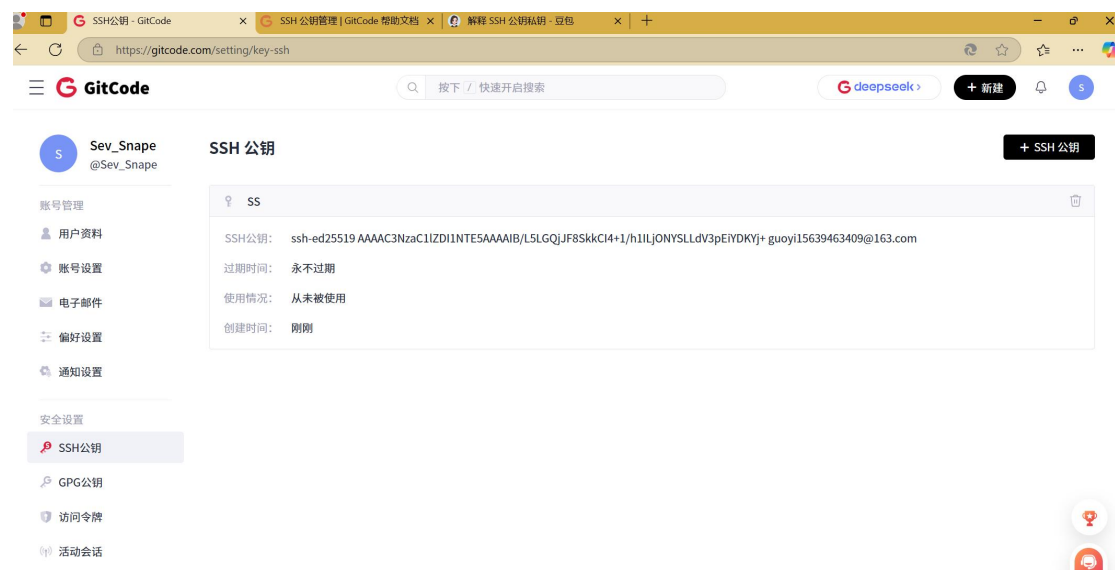 SSH公钥 - GitCode
SSH 公钥管理 | GitCode 帮助文档
解释 SSH 公钥私钥 - 豆包
https://gitcode.com/setting/key-ssh
GitCode
按下 / 快速开启搜索
deepseek >
+ 新建
S
S
Sev_Snape
@Sev_Snape
SSH 公钥
+ SSH 公钥
账号管理
用户资料
账号设置
电子邮件
偏好设置
通知设置
安全设置
SSH公钥
GPG公钥
访问令牌
活动会话
SS
SSH公钥: ssh-ed25519 AAAAC3NzaC1lZDI1NTE5AAAAIB/L5LGQjJF8SkkCI4+1/h1ILjONYSLLdV3pEiYDKYj+ guoyi15639463409@163.com
过期时间: 永不过期
使用情况: 从未被使用
创建时间: 刚刚